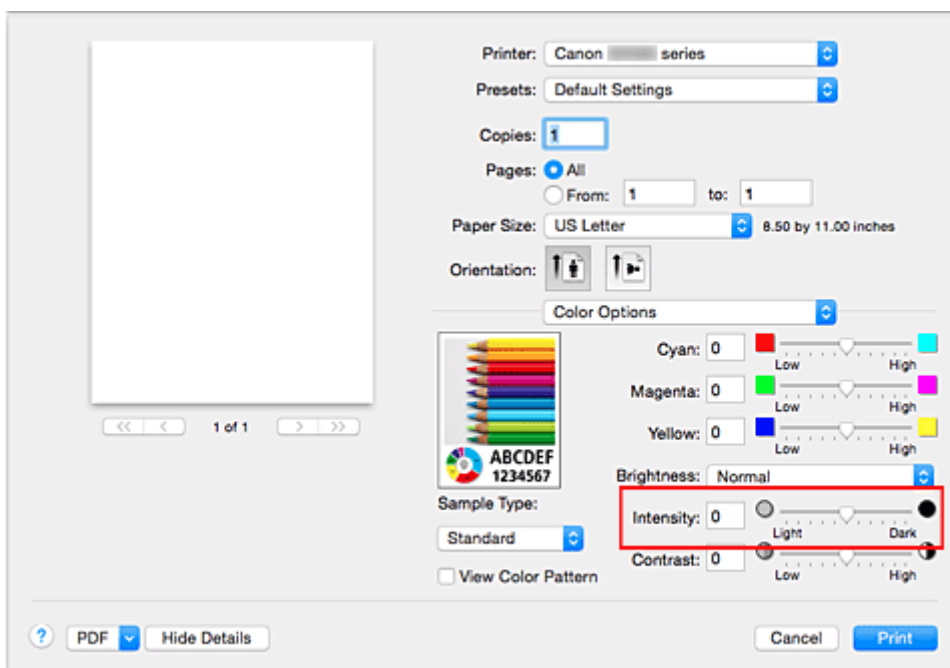 Printer: Canon series
Presets: Default Settings
Copies: 1
Pages: All
From: 1 to: 1
Paper Size: US Letter 8.50 by 11.00 inches
Orientation:
Color Options
Cyan: 0
Low High
Magenta: 0
Low High
Yellow: 0
Low High
ABCDEF
1234567
Brightness: Normal
Sample Type:
Intensity: 0
Light Dark
Standard
Contrast: 0
Low High
View Color Pattern
<< < 1 of 1 > >>
? PDF Hide Details Cancel Print